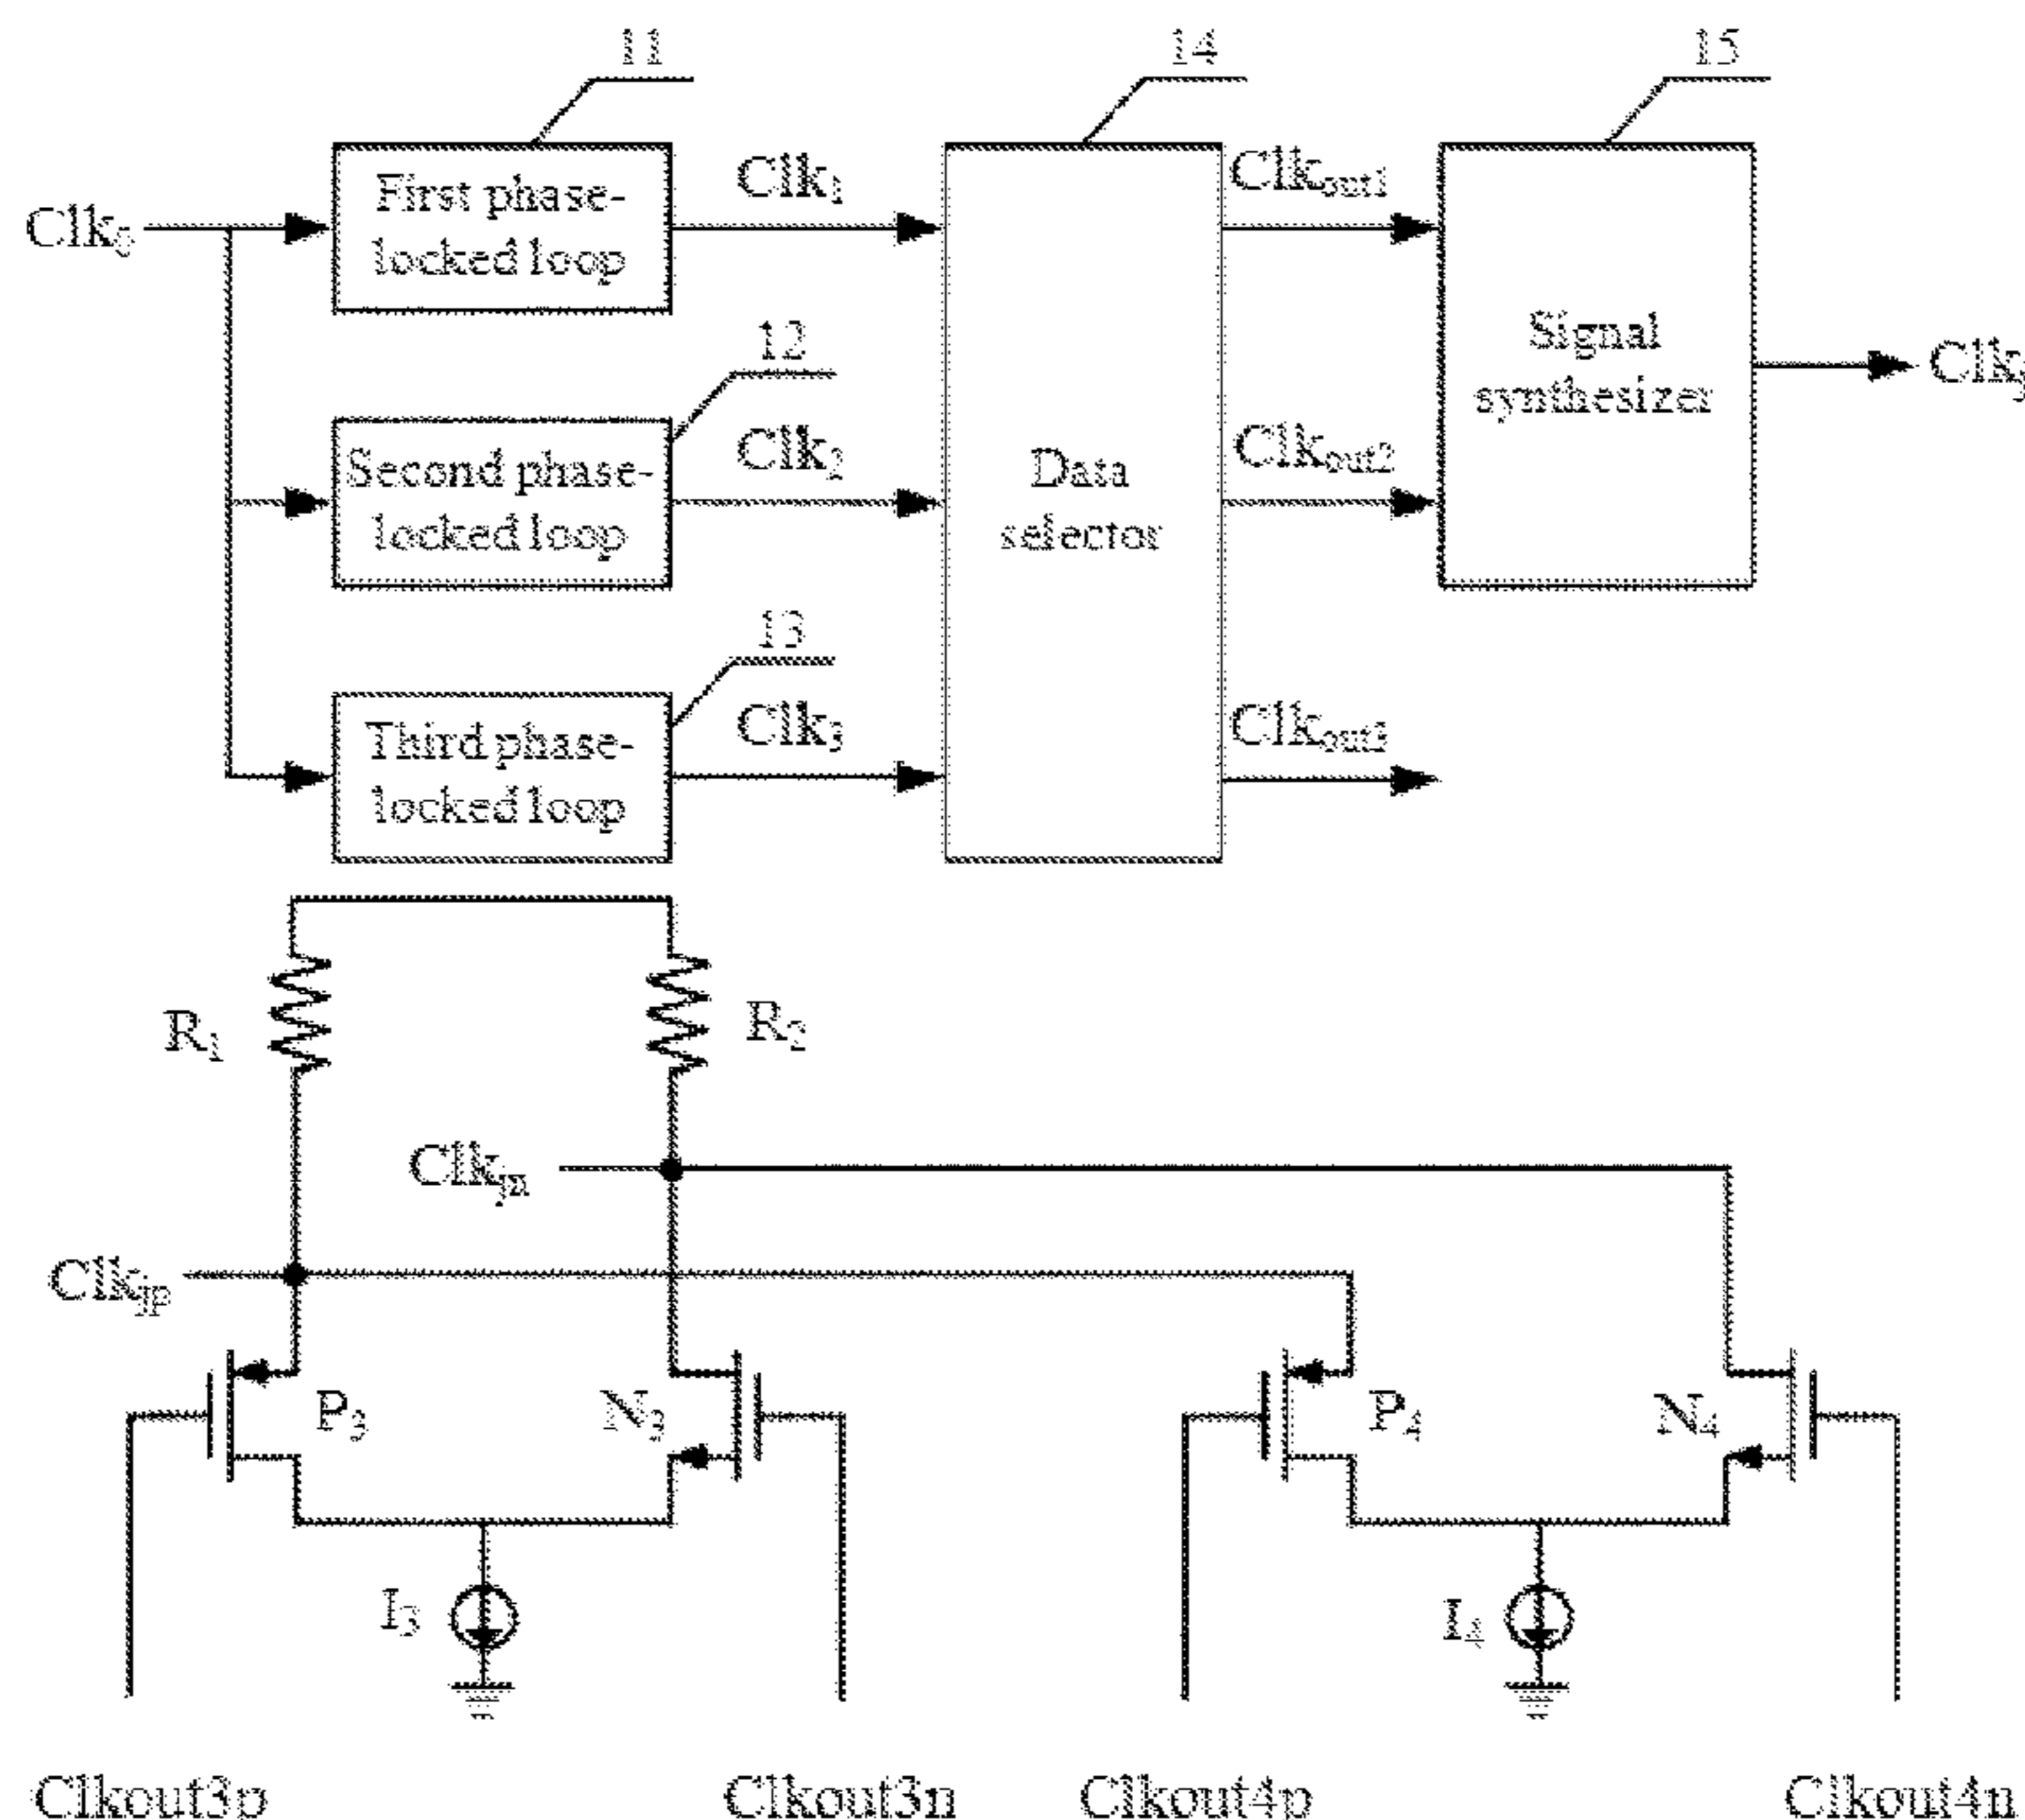 11
14
15
Clk₀
First phase-
locked loop
Clk₁
Clkout1
Signal
synthesizer
Clkj
12
Second phase-
locked loop
Clk₂
Data
selector
Clkout2
13
Third phase-
locked loop
Clk₃
Clkout3
R₁
R₂
Clkjn
Clkjp
P₃
N₃
P₄
N₄
I₃
I₄
Clkout3p
Clkout3n
Clkout4p
Clkout4n